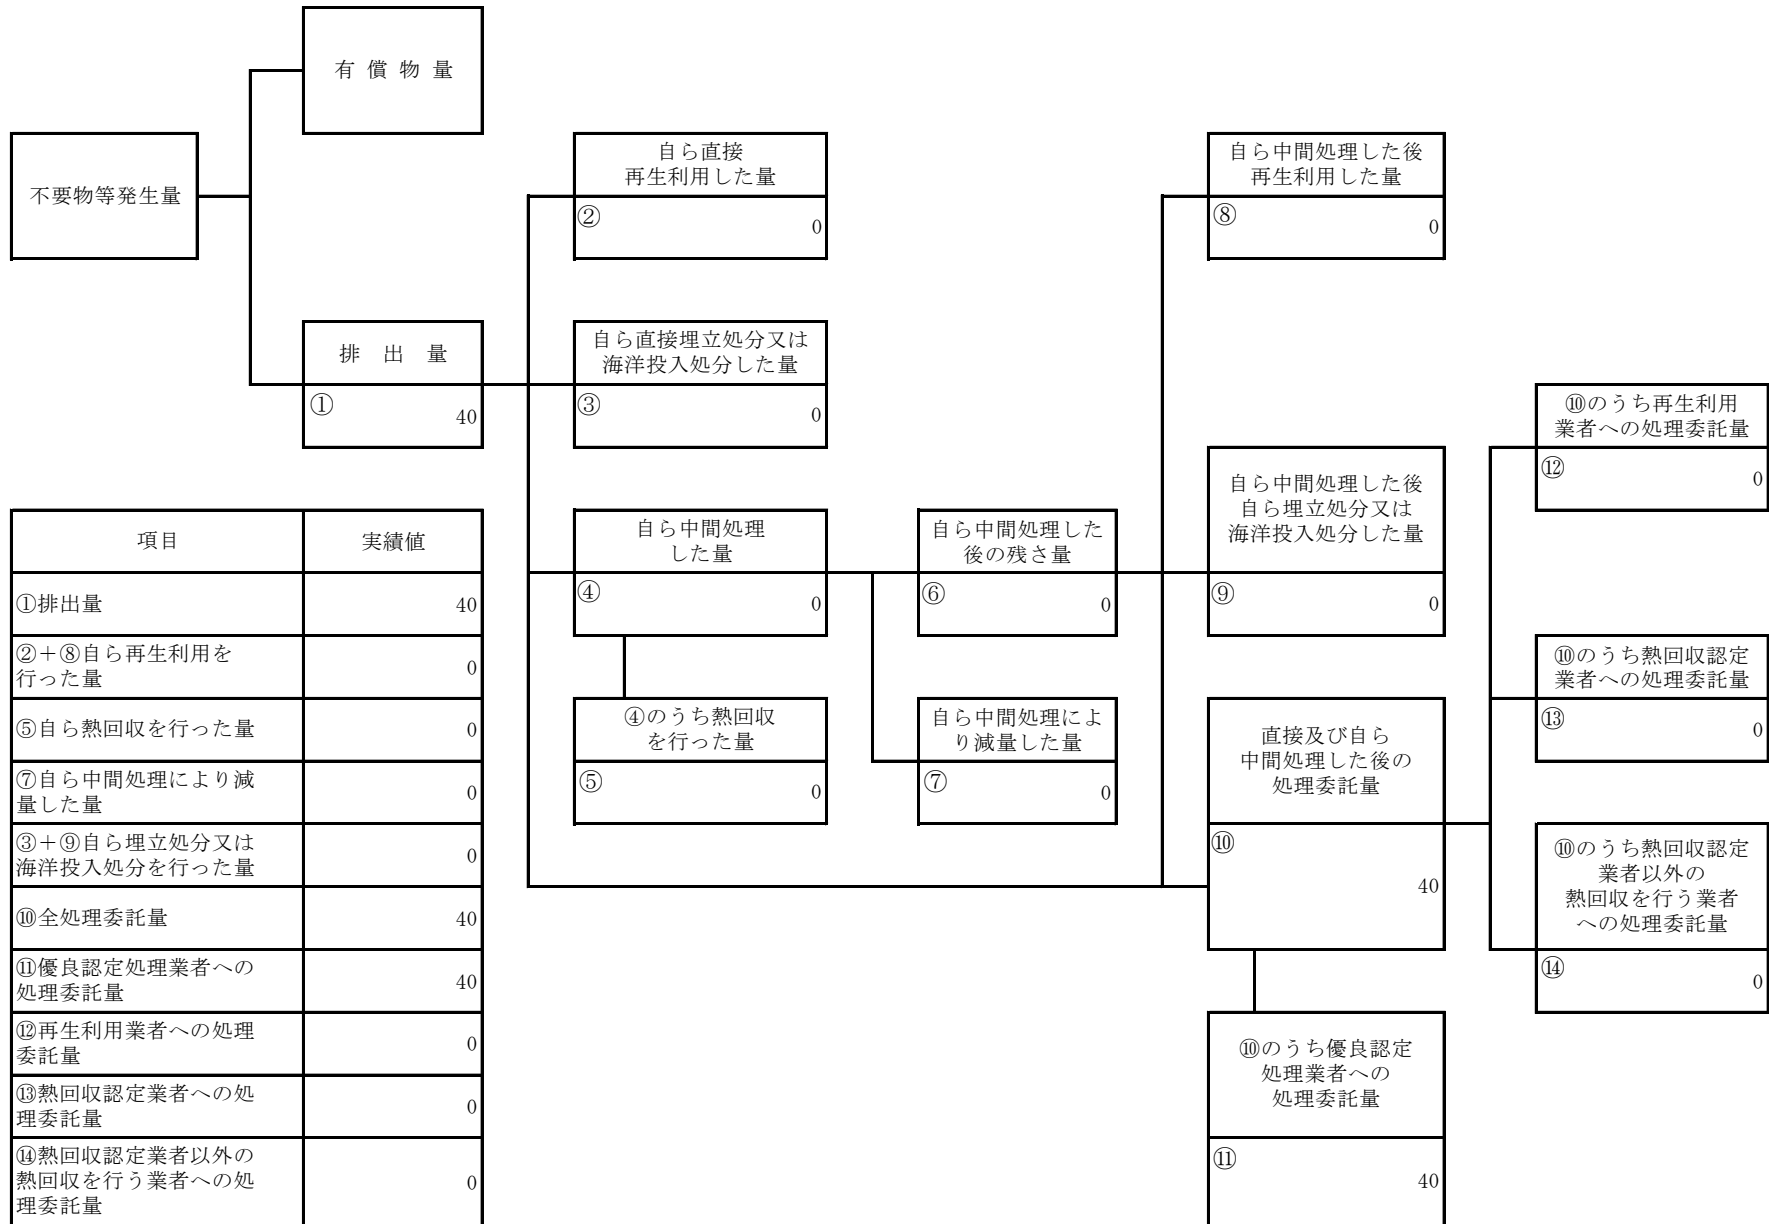 有償物量
不要物等発生量
排出量
①
40
自ら直接
再生利用した量
②
0
自ら直接埋立処分又は
海洋投入処分した量
③
0
自ら中間処理
した量
④
0
④のうち熱回収
を行った量
⑤
0
自ら中間処理した
後の残さ量
⑥
0
自ら中間処理によ
り減量した量
⑦
0
自ら中間処理した後
再生利用した量
⑧
0
自ら中間処理した後
自ら埋立処分又は
海洋投入処分した量
⑨
0
直接及び自ら
中間処理した後の
処理委託量
⑩
40
⑩のうち優良認定
処理業者への
処理委託量
⑪
40
⑩のうち再生利用
業者への処理委託量
⑫
0
⑩のうち熱回収認定
業者への処理委託量
⑬
0
⑩のうち熱回収認定
業者以外の
熱回収を行う業者
への処理委託量
⑭
0
項目 実績値
①排出量 40
②+⑧自ら再生利用を
行った量 0
⑤自ら熱回収を行った量 0
⑦自ら中間処理により減
量した量 0
③+⑨自ら埋立処分又は
海洋投入処分を行った量 0
⑩全処理委託量 40
⑪優良認定処理業者への
処理委託量 40
⑫再生利用業者への処理
委託量 0
⑬熱回収認定業者への処
理委託量 0
⑭熱回収認定業者以外の
熱回収を行う業者への処
理委託量 0